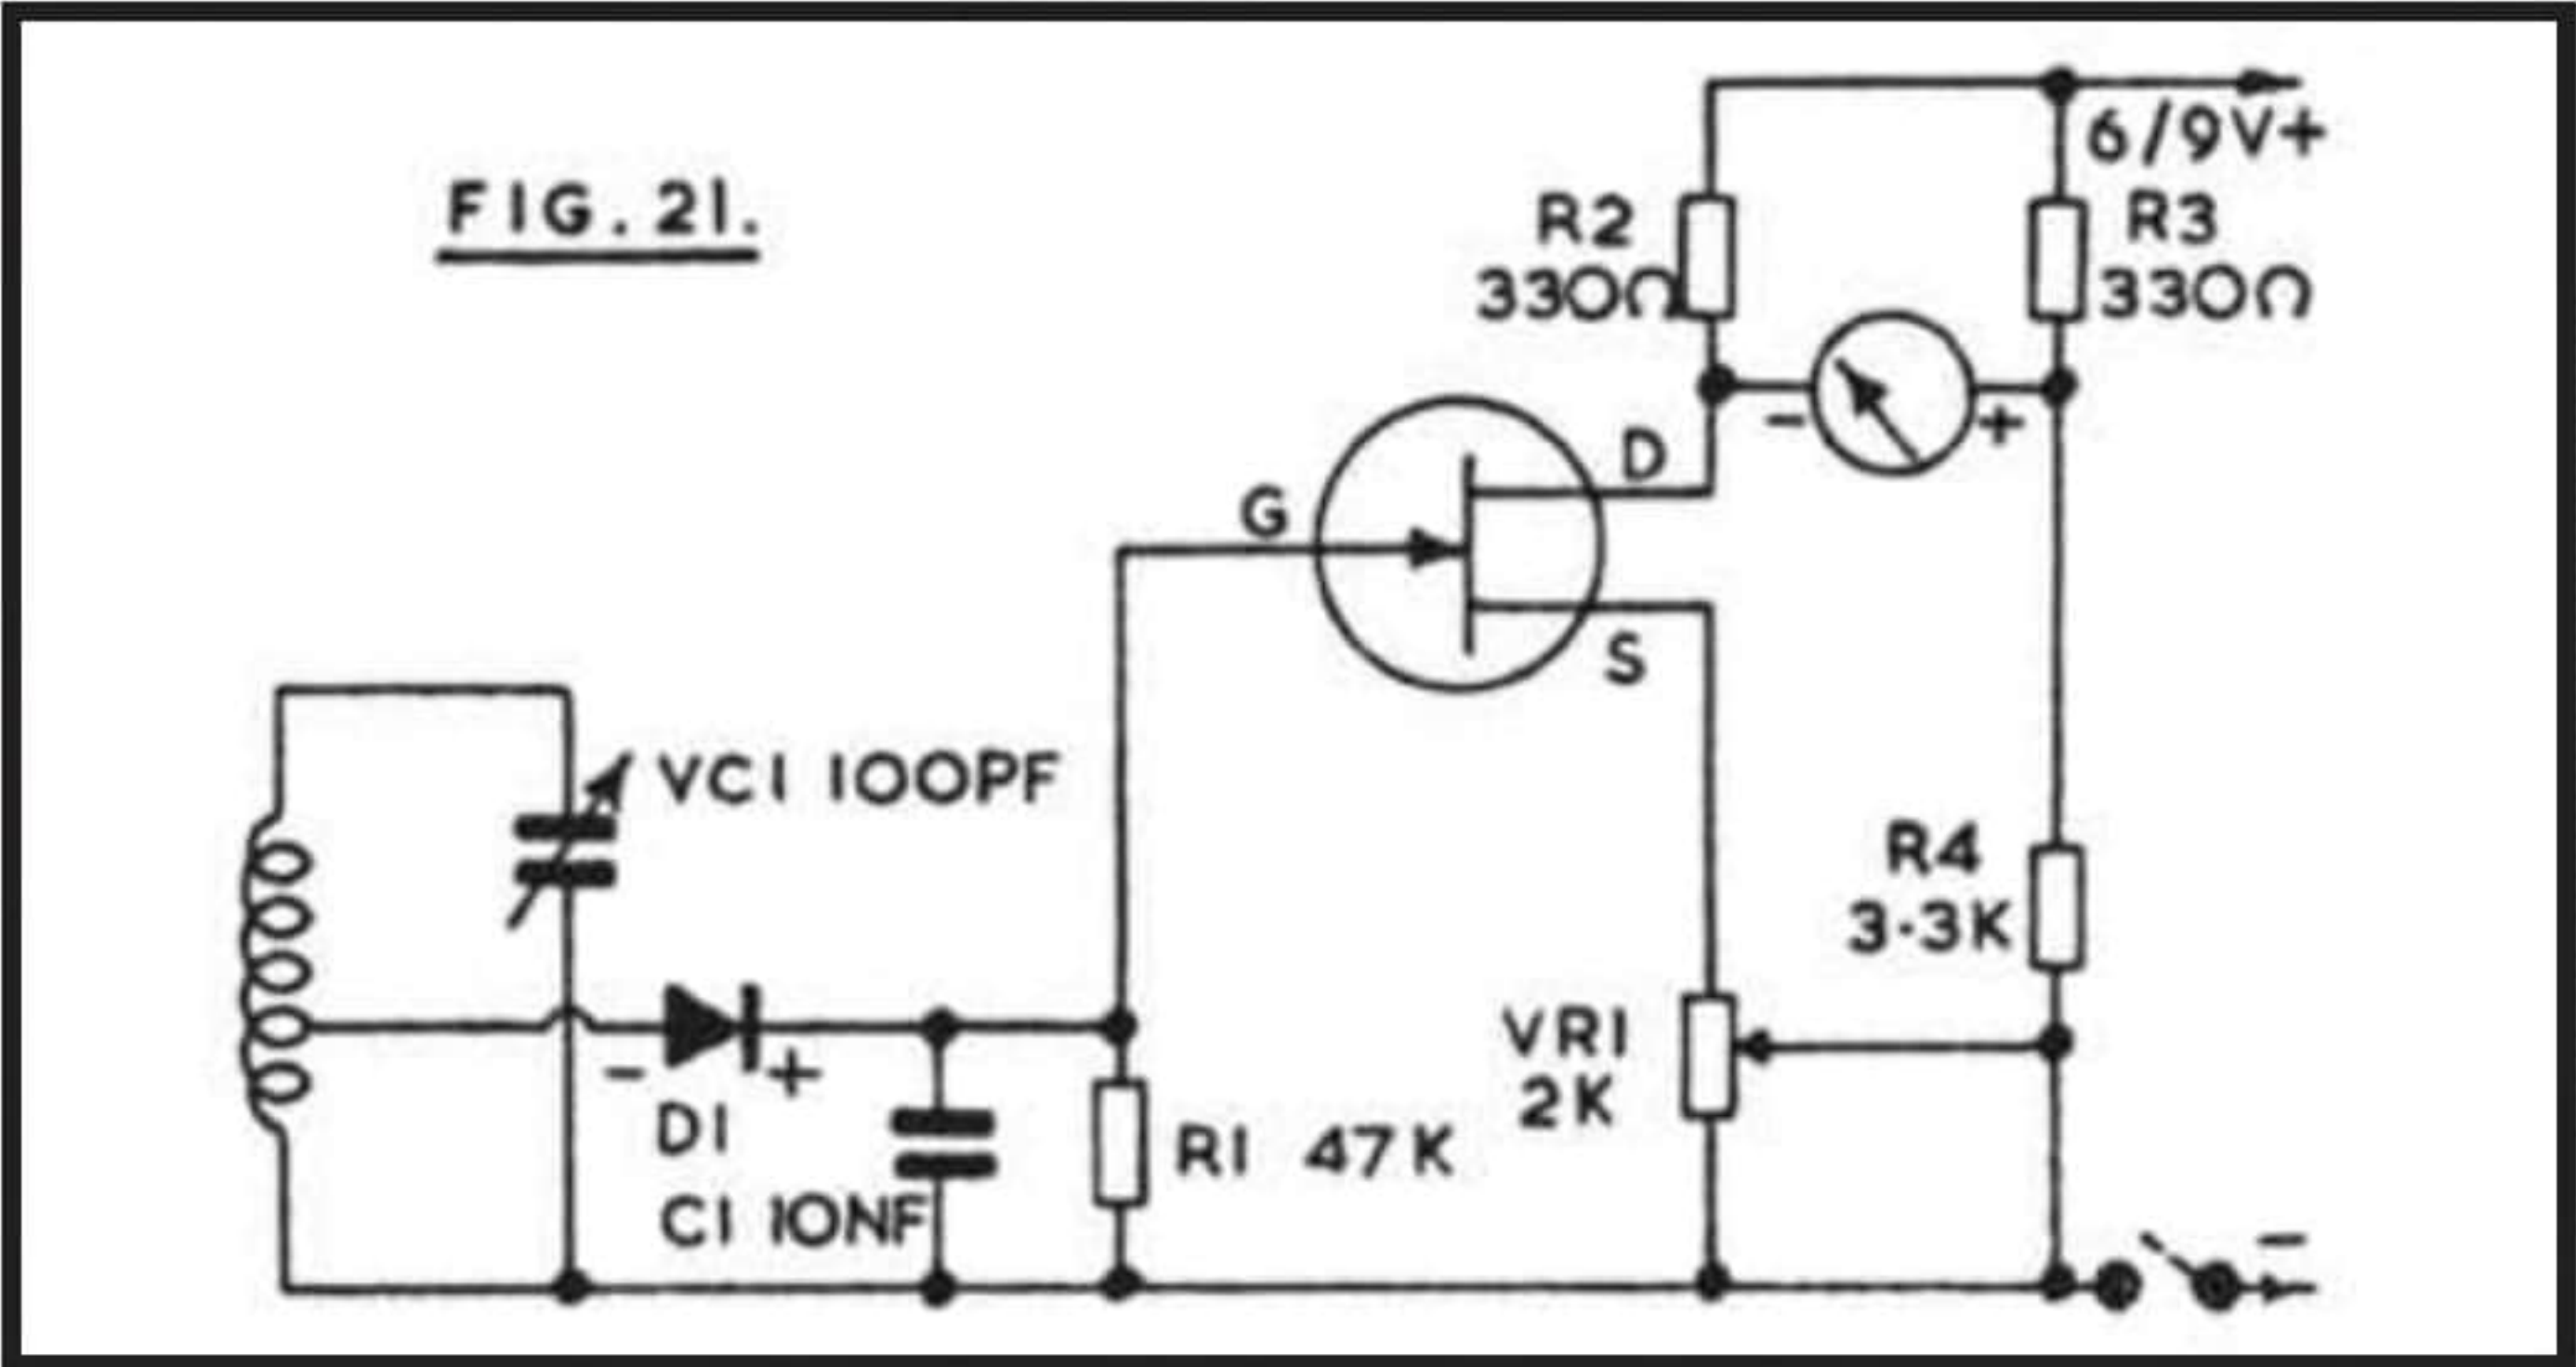 FIG. 21.
6/9V+
R2
330Ω
R3
330Ω
- +
D
G
S
VC1 100PF
R4
3·3K
- +
D1
VR1
2K
R1 47K
C1 10NF
-